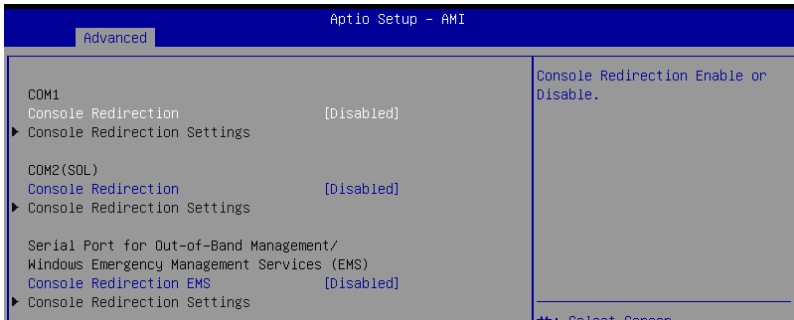 Aptio Setup – AMI
Advanced
COM1
Console Redirection [Disabled]
Console Redirection Settings
COM2(SOL)
Console Redirection [Disabled]
Console Redirection Settings
Serial Port for Out-of-Band Management/
Windows Emergency Management Services (EMS)
Console Redirection EMS [Disabled]
Console Redirection Settings
Console Redirection Enable or
Disable.
: Select Screen